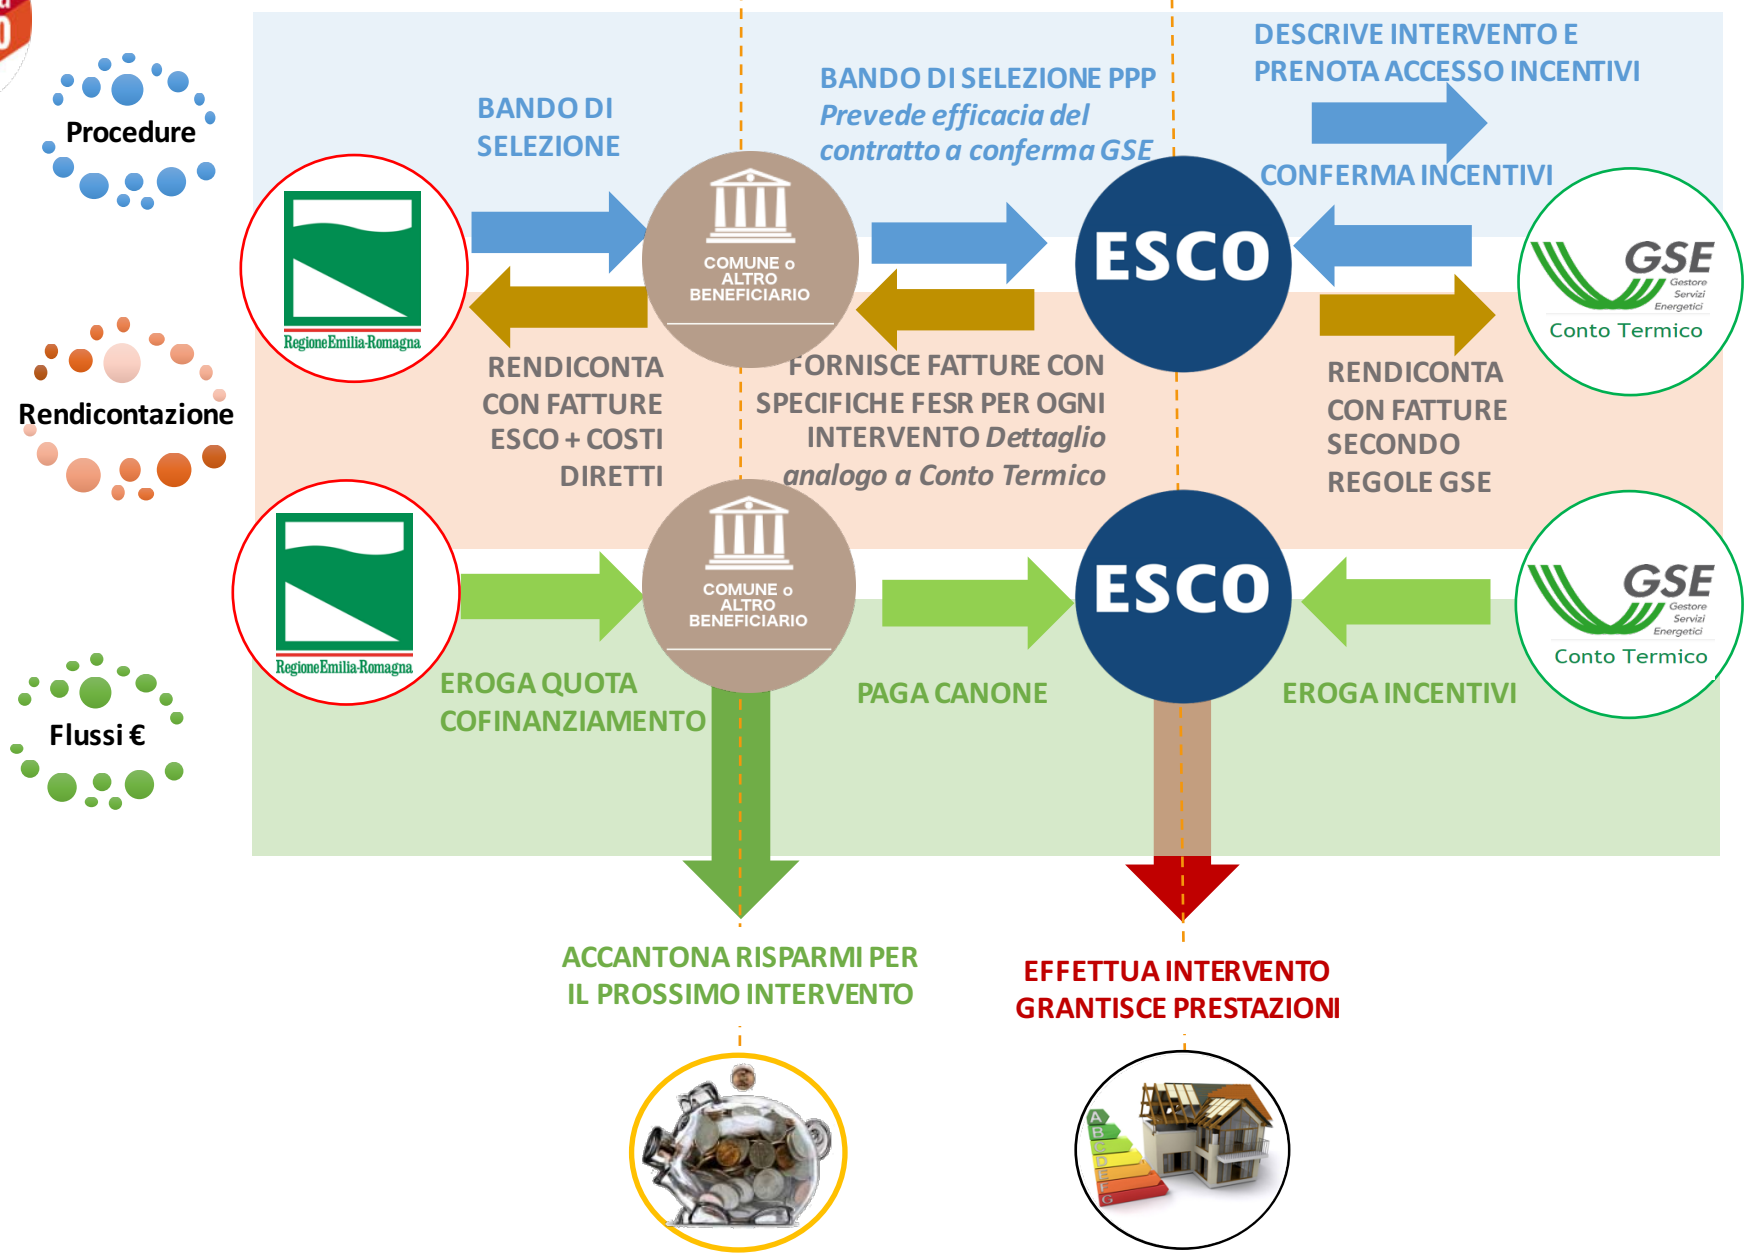 DESCRIVE INTERVENTO E
PRENOTA ACCESSO INCENTIVI
BANDO DI SELEZIONE PPP
Prevede efficacia del
contratto a conferma GSE
BANDO DI
SELEZIONE
Procedure
CONFERMA INCENTIVI
COMUNE o
ALTRO
BENEFICIARIO
ESCO
GSE
Gestore
Servizi
Energetici
Conto Termico
RegioneEmilia-Romagna
RENDICONTA
CON FATTURE
ESCO + COSTI
DIRETTI
FORNISCE FATTURE CON
SPECIFICHE FESR PER OGNI
INTERVENTO Dettaglio
analogo a Conto Termico
RENDICONTA
CON FATTURE
SECONDO
REGOLE GSE
Rendicontazione
RegioneEmilia-Romagna
COMUNE o
ALTRO
BENEFICIARIO
ESCO
GSE
Gestore
Servizi
Energetici
Conto Termico
EROGA QUOTA
COFINANZIAMENTO
PAGA CANONE
EROGA INCENTIVI
Flussi €
ACCANTONA RISPARMI PER
IL PROSSIMO INTERVENTO
EFFETTUA INTERVENTO
GRANTISCE PRESTAZIONI
A
B
C
D
E
F
G